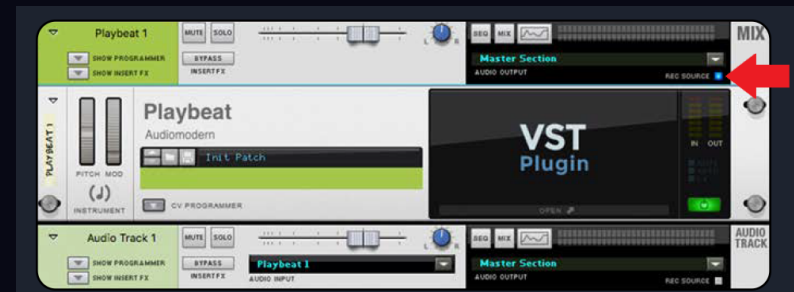 Playbeat 1
MUTE SOLO
L R
SEQ MIX
MIX
SHOW PROGRAMMER
SHOW INSERT FX
BYPASS
INSERT FX
Master Section
AUDIO OUTPUT
REC SOURCE
PLAYBEAT 1
PITCH MOD
INSTRUMENT
Playbeat
Audiomodern
Init Patch
CV PROGRAMMER
VST
Plugin
OPEN
IN OUT
Audio Track 1
MUTE SOLO
L R
SEQ MIX
AUDIO
TRACK
SHOW PROGRAMMER
SHOW INSERT FX
BYPASS
INSERT FX
Playbeat 1
AUDIO INPUT
Master Section
AUDIO OUTPUT
REC SOURCE